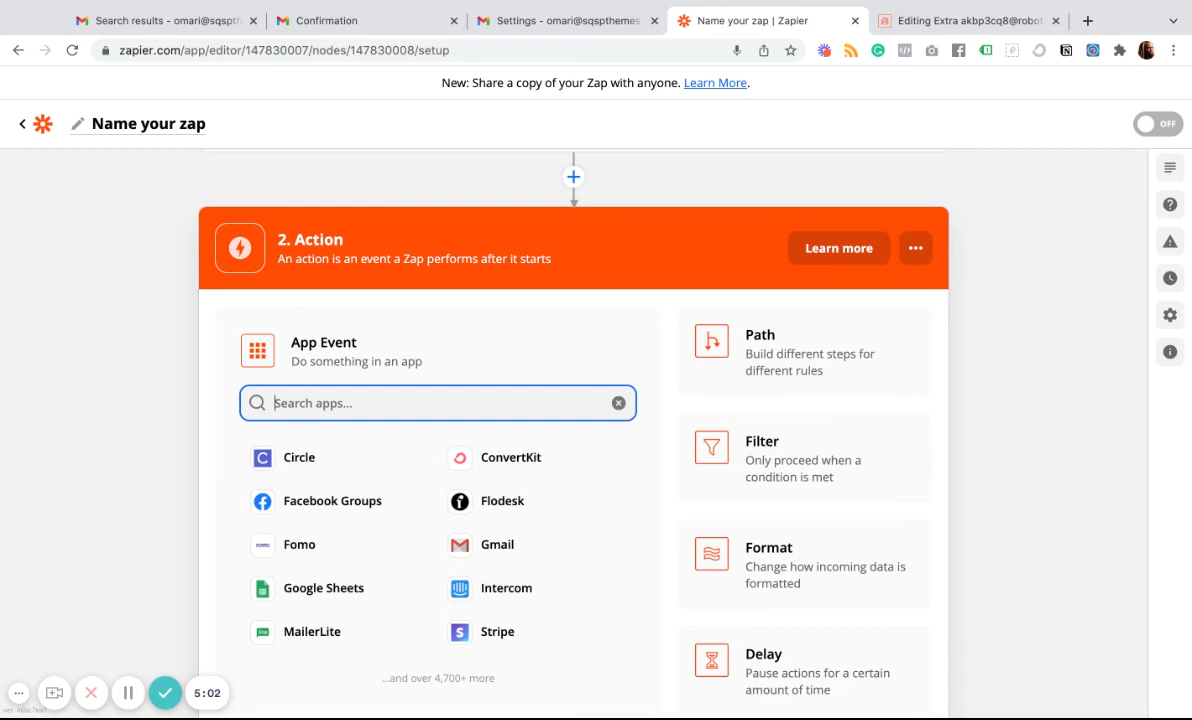 Search results - omari@sqspth
Confirmation
Settings - omari@sqspthemes.
Name your zap | Zapier
Editing Extra akbp3cq8@robot
zapier.com/app/editor/147830007/nodes/147830008/setup
New: Share a copy of your Zap with anyone. Learn More.
Name your zap
OFF
2. Action
An action is an event a Zap performs after it starts
Learn more
App Event
Do something in an app
Search apps...
Circle
ConvertKit
Facebook Groups
Flodesk
Fomo
Gmail
Google Sheets
Intercom
MailerLite
Stripe
...and over 4,700+ more
Path
Build different steps for
different rules
Filter
Only proceed when a
condition is met
Format
Change how incoming data is
formatted
Delay
Pause actions for a certain
amount of time
5:02
ver. 46bc7ea1